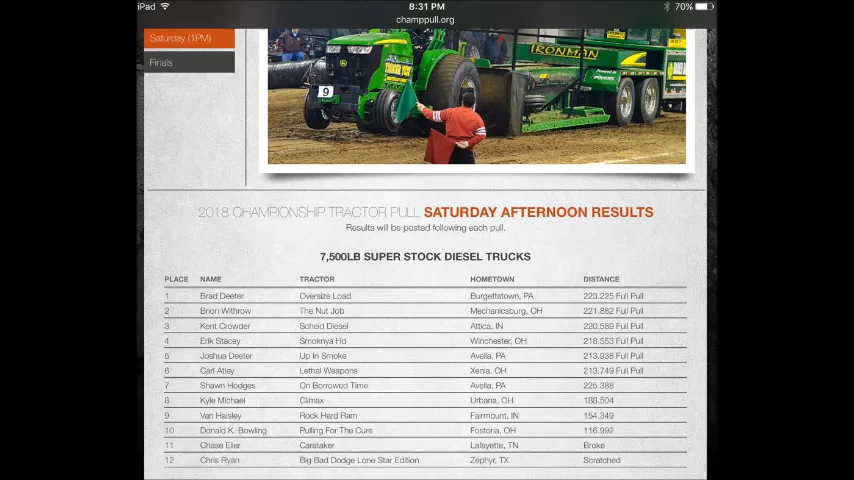 iPad 8:31 PM 70%
champpull.org
Saturday (1PM)
Finals
IRONMAN
9
2018 CHAMPIONSHIP TRACTOR PULL SATURDAY AFTERNOON RESULTS
Results will be posted following each pull.
7,500LB SUPER STOCK DIESEL TRUCKS
PLACE NAME TRACTOR HOMETOWN DISTANCE
1 Brad Deeter Oversize Load Burgettstown, PA 223.225 Full Pull
2 Brion Withrow The Nut Job Mechanicsburg, OH 221.882 Full Pull
3 Kent Crowder Scheid Diesel Attica, IN 220.589 Full Pull
4 Erik Stacey Smoknya Hd Winchester, OH 218.553 Full Pull
5 Joshua Deeter Up In Smoke Avella, PA 213.938 Full Pull
6 Carl Atley Lethal Weapons Xenia, OH 213.749 Full Pull
7 Shawn Hodges On Borrowed Time Avella, PA 225.388
8 Kyle Michael Climax Urbana, OH 188.504
9 Van Haisley Rock Hard Ram Fairmount, IN 154.349
10 Donald K. Bowling Pulling For The Cure Fostoria, OH 116.992
11 Chase Eller Caretaker Lafayette, TN Broke
12 Chris Ryan Big Bad Dodge Lone Star Edition Zephyr, TX Scratched